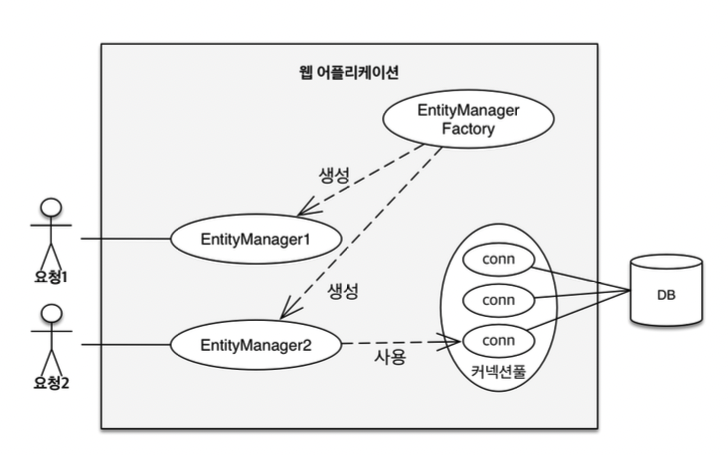 웹 어플리케이션
EntityManager
Factory
생성
EntityManager1
요청1
conn
생성
conn
DB
EntityManager2
사용
conn
커넥션풀
요청2